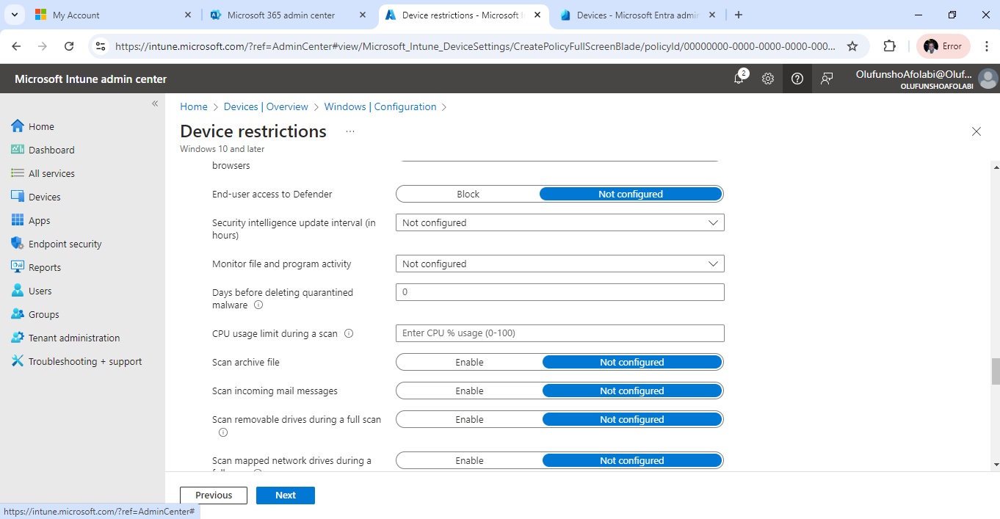 My Account
Microsoft 365 admin center
Device restrictions - Microsoft
Devices - Microsoft Entra admin
https://intune.microsoft.com/?ref=AdminCenter#view/Microsoft_Intune_DeviceSettings/CreatePolicyFullScreenBlade/policyId/00000000-0000-0000-0000-000...
Error
Microsoft Intune admin center
2
OlufunshoAfolabi@Oluf...
OLUFUNSHOAFOLABI
«
Home > Devices | Overview > Windows | Configuration >
Home
Dashboard
All services
Devices
Apps
Endpoint security
Reports
Users
Groups
Tenant administration
Troubleshooting + support
Device restrictions ...
Windows 10 and later
browsers
End-user access to Defender
Block
Not configured
Security intelligence update interval (in
hours)
Not configured
Monitor file and program activity
Not configured
Days before deleting quarantined
malware
0
CPU usage limit during a scan
Enter CPU % usage (0-100)
Scan archive file
Enable
Not configured
Scan incoming mail messages
Enable
Not configured
Scan removable drives during a full scan
Enable
Not configured
Scan mapped network drives during a
Enable
Not configured
Previous
Next
https://intune.microsoft.com/?ref=AdminCenter#